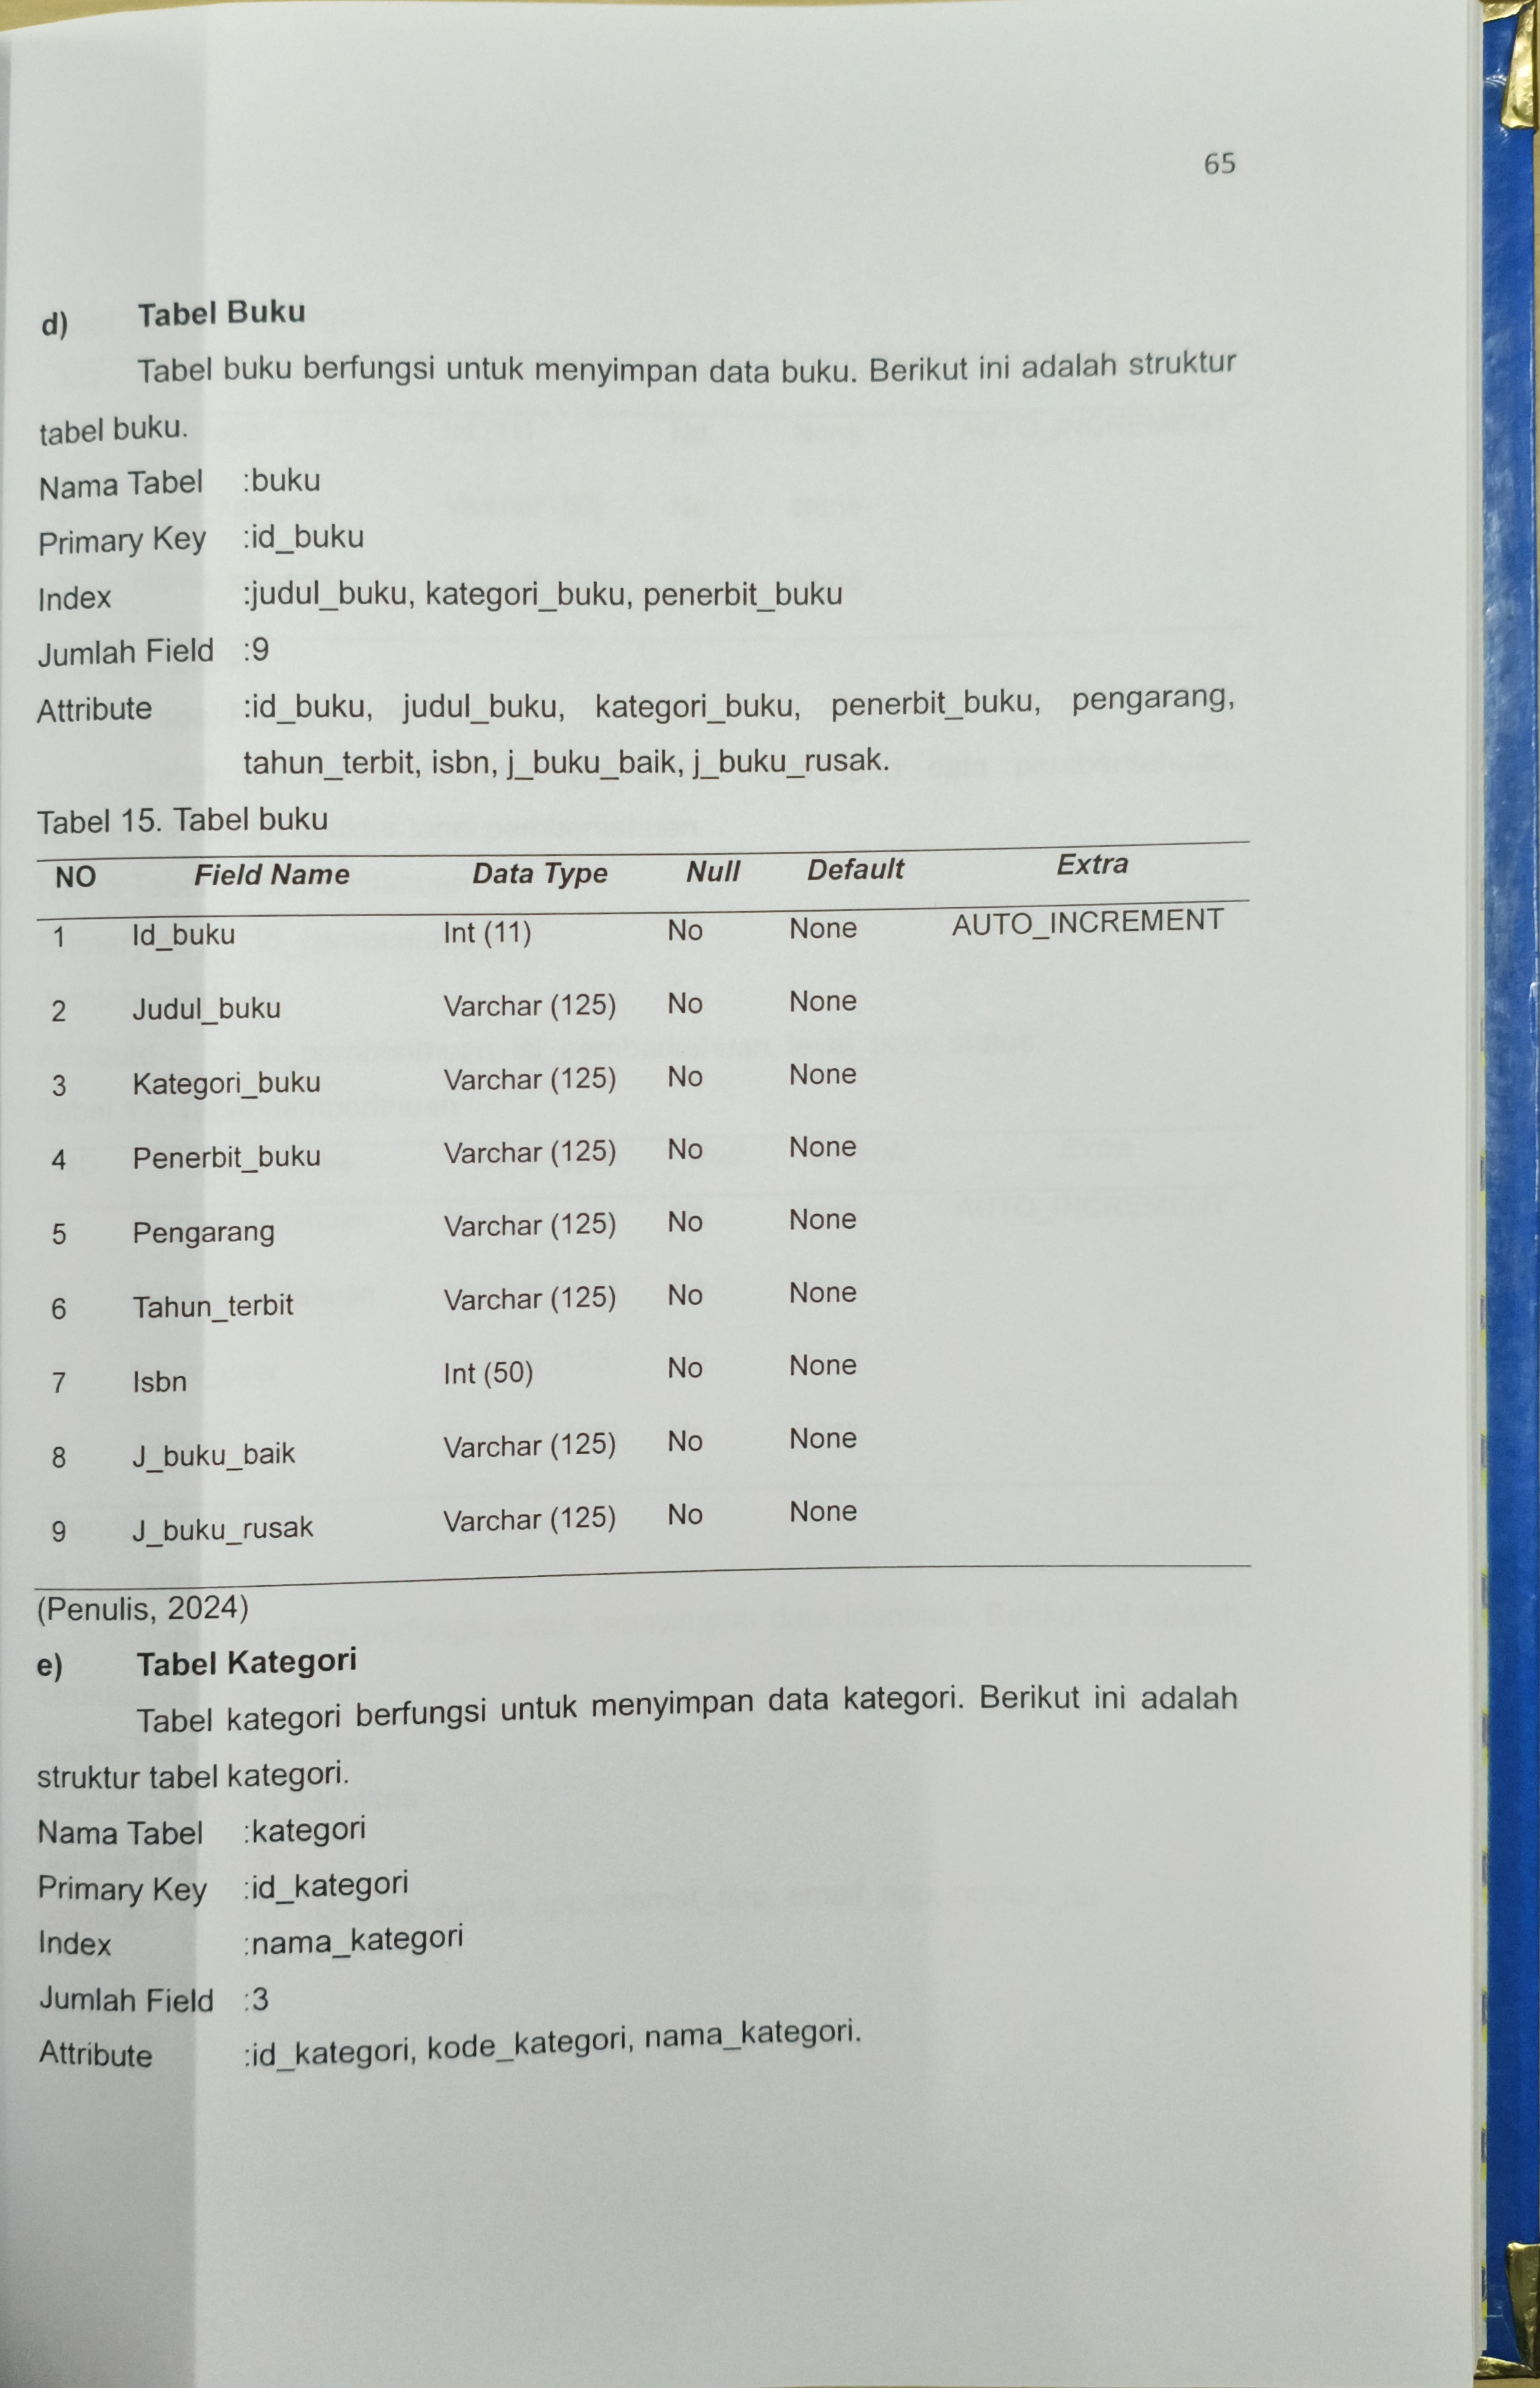 65
d) Tabel Buku
Tabel buku berfungsi untuk menyimpan data buku. Berikut ini adalah struktur
tabel buku.
Nama Tabel :buku
Primary Key :id_buku
Index :judul_buku, kategori_buku, penerbit_buku
Jumlah Field :9
Attribute :id_buku, judul_buku, kategori_buku, penerbit_buku, pengarang,
tahun_terbit, isbn, j_buku_baik, j_buku_rusak.
Tabel 15. Tabel buku
NO Field Name Data Type Null Default Extra
1 Id_buku Int (11) No None AUTO_INCREMENT
2 Judul_buku Varchar (125) No None
3 Kategori_buku Varchar (125) No None
4 Penerbit_buku Varchar (125) No None
5 Pengarang Varchar (125) No None
6 Tahun_terbit Varchar (125) No None
7 Isbn Int (50) No None
8 J_buku_baik Varchar (125) No None
9 J_buku_rusak Varchar (125) No None
(Penulis, 2024)
e) Tabel Kategori
Tabel kategori berfungsi untuk menyimpan data kategori. Berikut ini adalah
struktur tabel kategori.
Nama Tabel :kategori
Primary Key :id_kategori
Index :nama_kategori
Jumlah Field :3
Attribute :id_kategori, kode_kategori, nama_kategori.